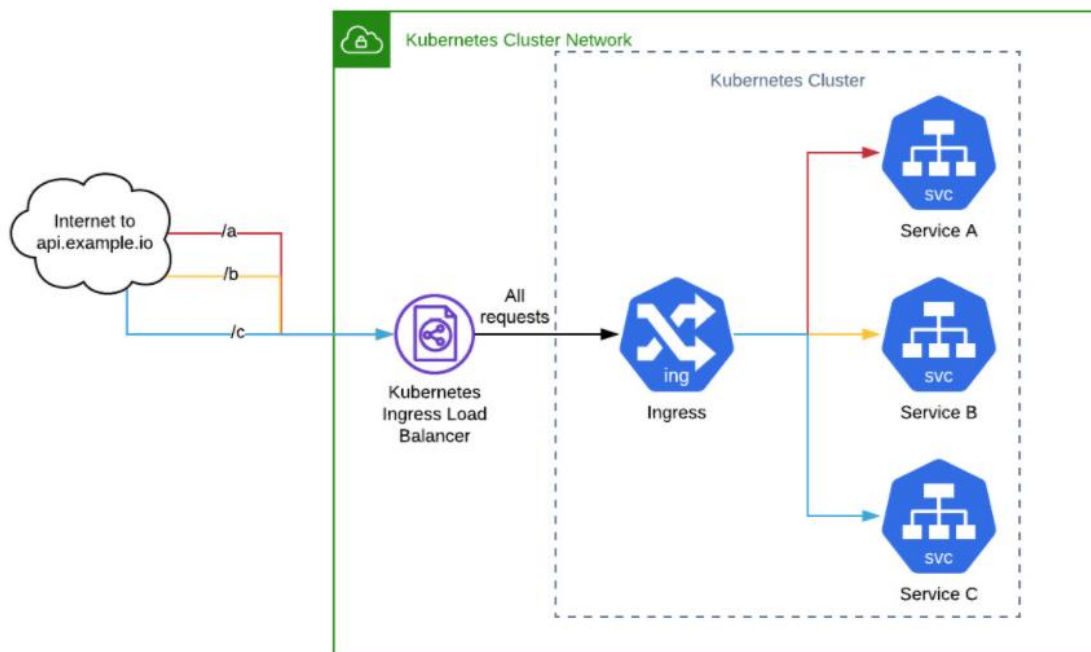 Kubernetes Cluster Network
Kubernetes Cluster
svc
Service A
Internet to
api.example.io
/a
/b
/c
All
requests
Kubernetes
Ingress Load
Balancer
ing
Ingress
svc
Service B
svc
Service C